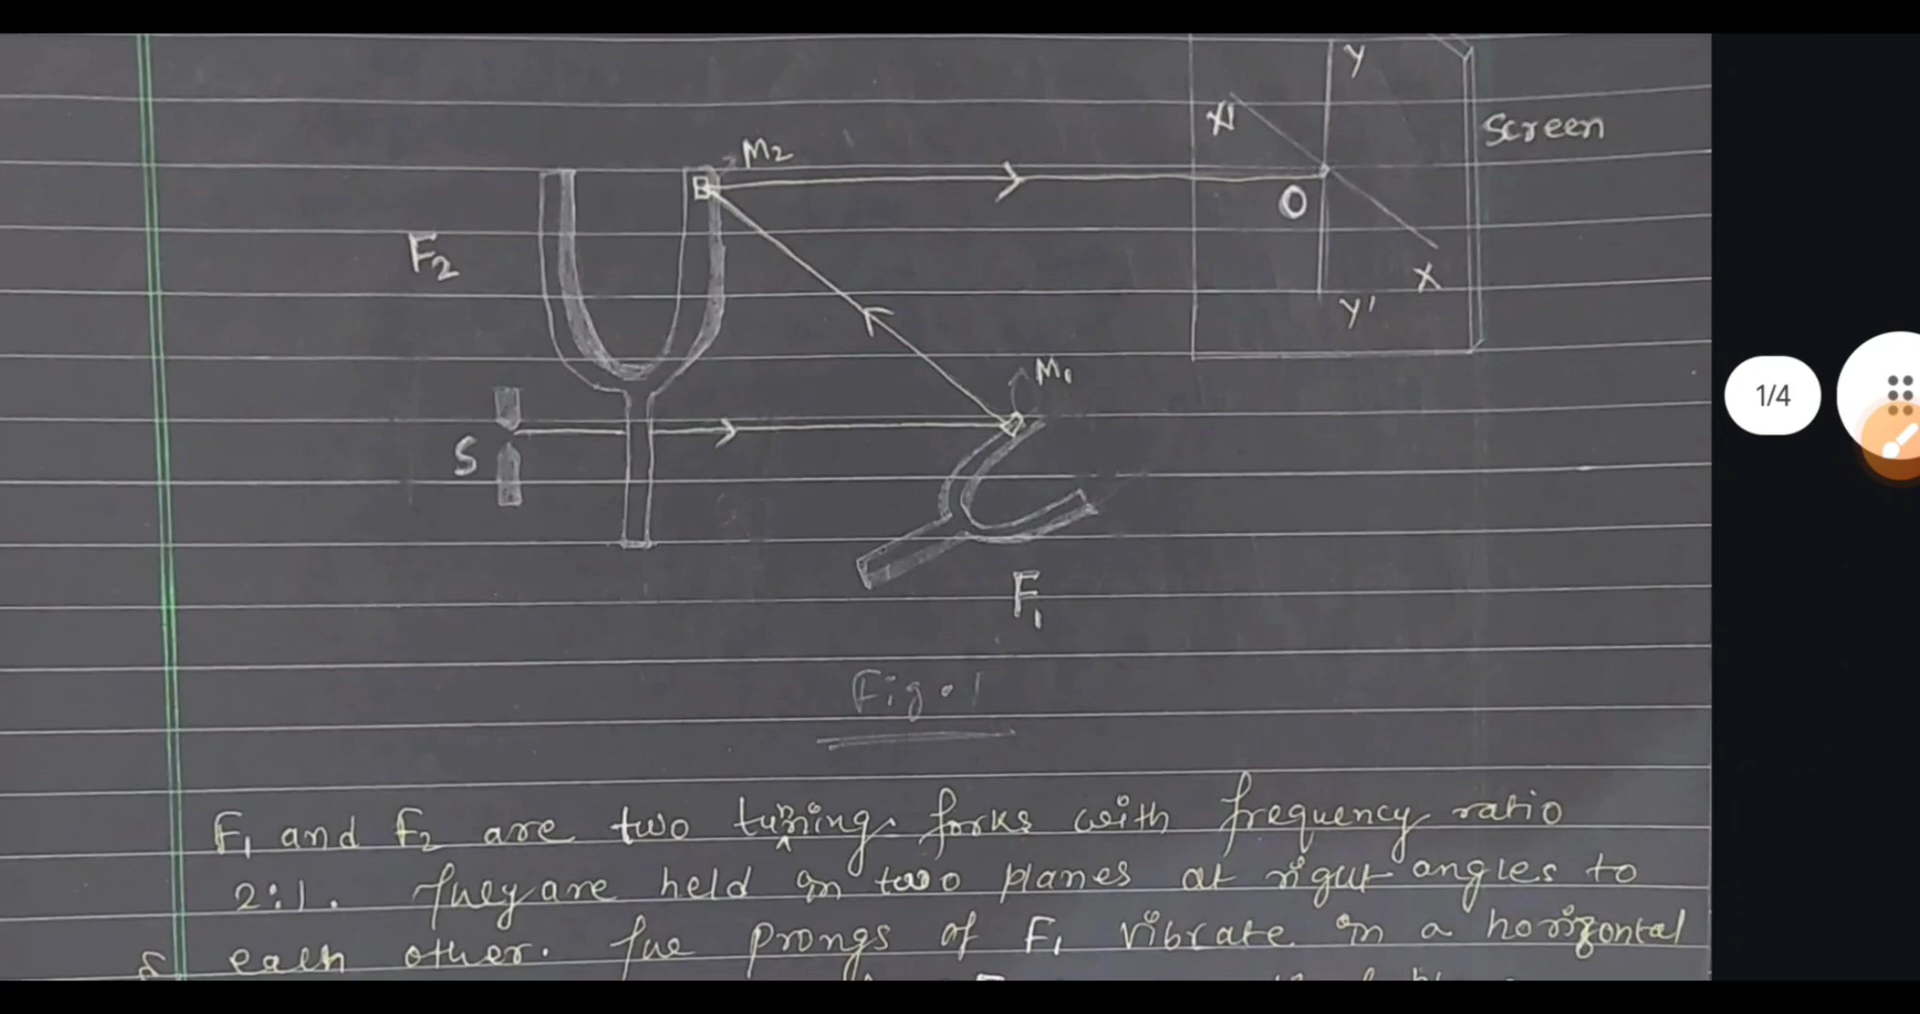 Y
X'
Screen
M2
O
F2
X
Y'
M1
1/4
S
F1
Fig. 1
F1 and F2 are two tuning forks with frequency ratio
2:1. They are held in two planes at right angles to
each other. The prongs of F1 vibrate in a horizontal